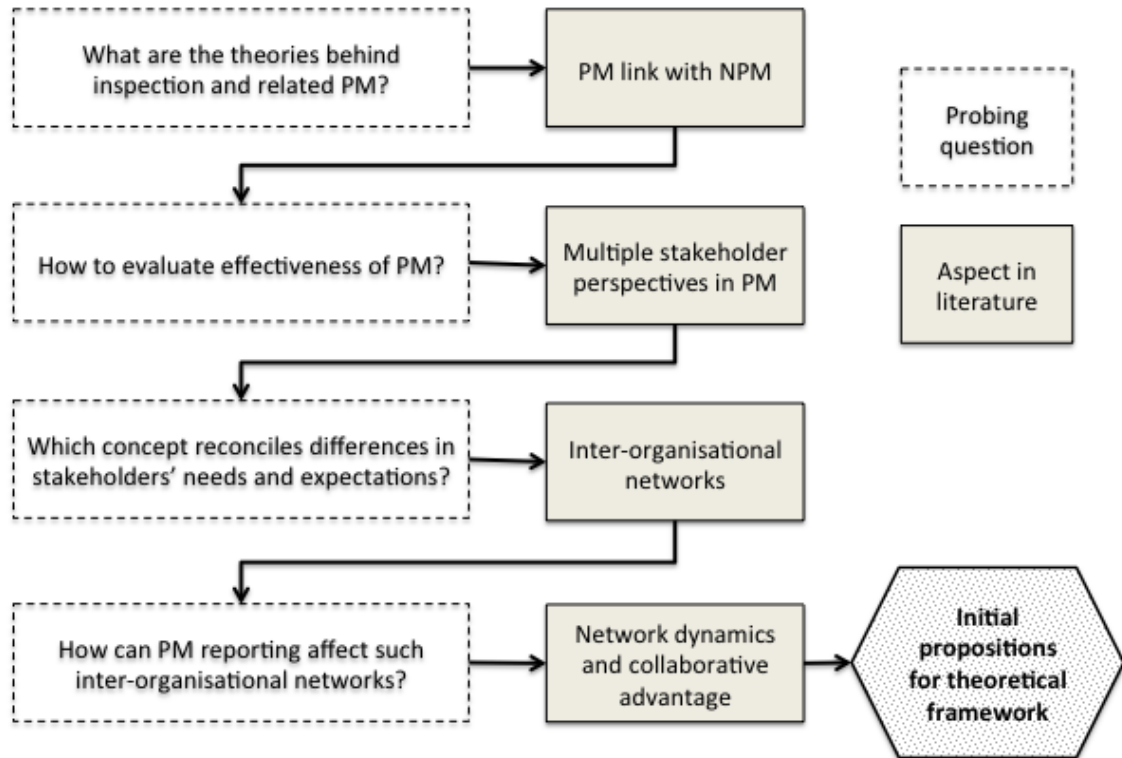 What are the theories behind
inspection and related PM?
PM link with NPM
Probing
question
How to evaluate effectiveness of PM?
Multiple stakeholder
perspectives in PM
Aspect in
literature
Which concept reconciles differences in
stakeholders’ needs and expectations?
Inter-organisational
networks
How can PM reporting affect such
inter-organisational networks?
Network dynamics
and collaborative
advantage
Initial
propositions
for theoretical
framework